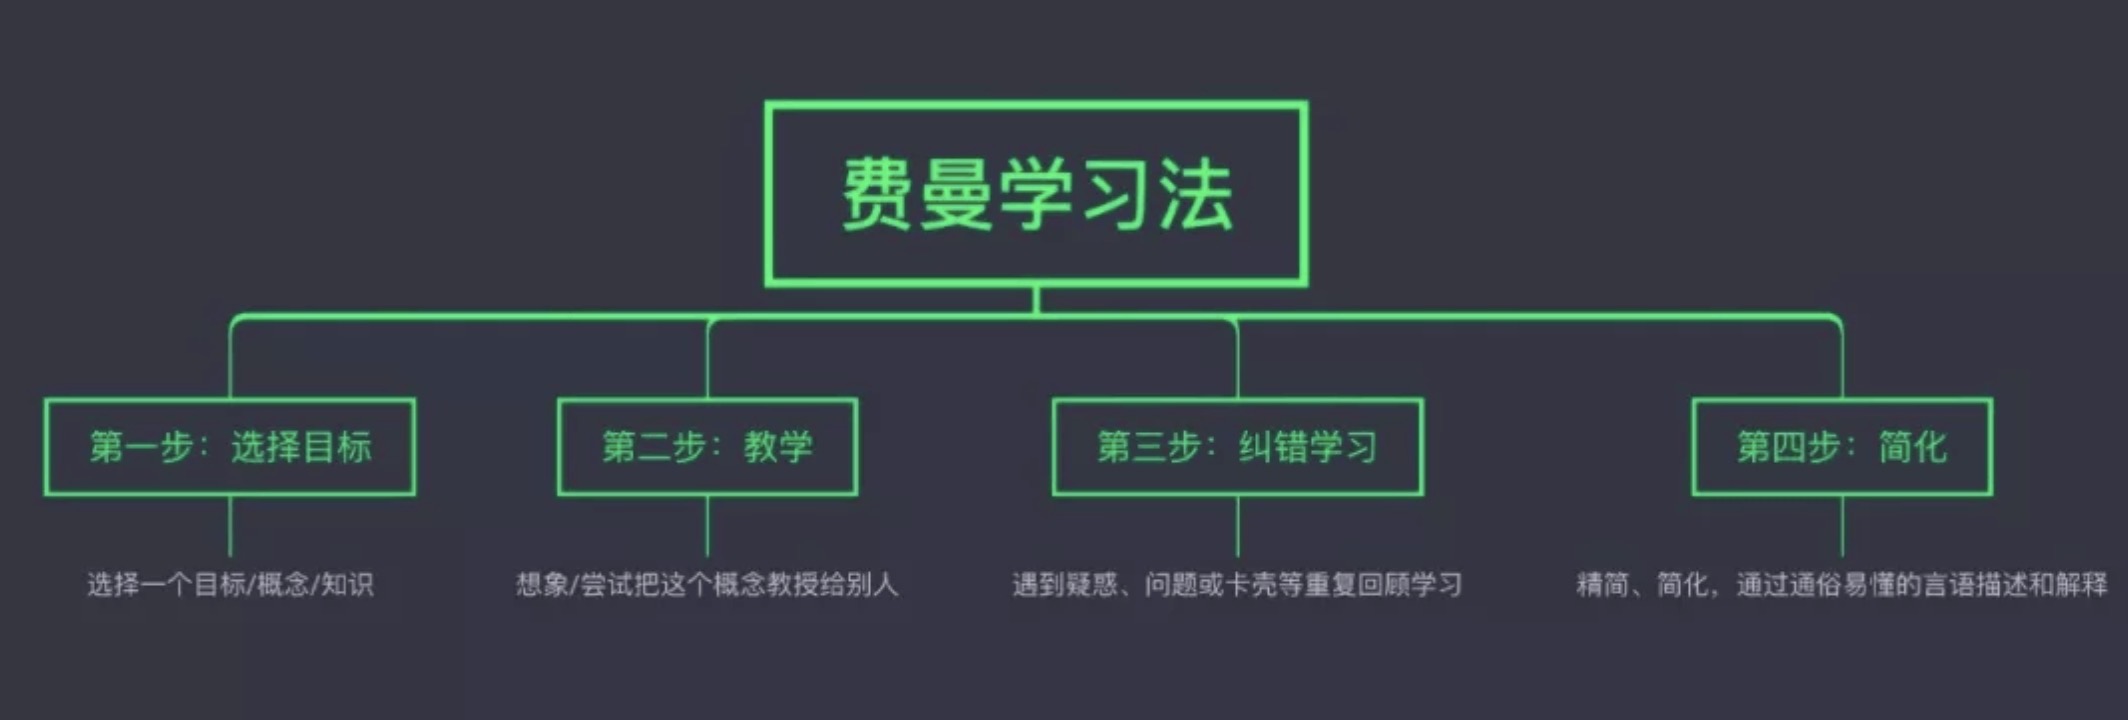 费曼学习法
第一步：选择目标
第二步：教学
第三步：纠错学习
第四步：简化
选择一个目标/概念/知识
想象/尝试把这个概念教授给别人
遇到疑惑、问题或卡壳等重复回顾学习
精简、简化，通过通俗易懂的言语描述和解释